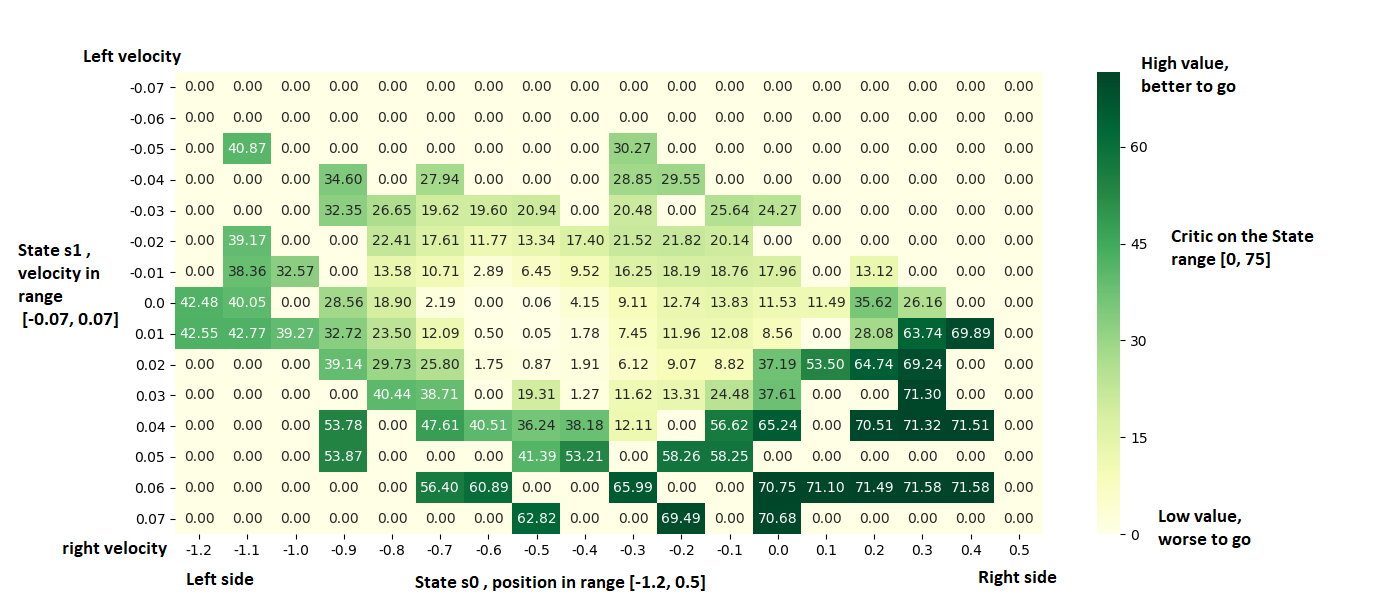 Left velocity
High value,
better to go
-0.07 0.00 0.00 0.00 0.00 0.00 0.00 0.00 0.00 0.00 0.00 0.00 0.00 0.00 0.00 0.00 0.00 0.00 0.00
-0.06 0.00 0.00 0.00 0.00 0.00 0.00 0.00 0.00 0.00 0.00 0.00 0.00 0.00 0.00 0.00 0.00 0.00 0.00
-0.05 0.00 40.87 0.00 0.00 0.00 0.00 0.00 0.00 0.00 30.27 0.00 0.00 0.00 0.00 0.00 0.00 0.00 0.00
60
-0.04 0.00 0.00 0.00 34.60 0.00 27.94 0.00 0.00 0.00 28.85 29.55 0.00 0.00 0.00 0.00 0.00 0.00 0.00
-0.03 0.00 0.00 0.00 32.35 26.65 19.62 19.60 20.94 0.00 20.48 0.00 25.64 24.27 0.00 0.00 0.00 0.00 0.00
-0.02 0.00 39.17 0.00 0.00 22.41 17.61 11.77 13.34 17.40 21.52 21.82 20.14 0.00 0.00 0.00 0.00 0.00 0.00
45
Critic on the State
range [0, 75]
State s1 ,
velocity in
range
[-0.07, 0.07]
-0.01 0.00 38.36 32.57 0.00 13.58 10.71 2.89 6.45 9.52 16.25 18.19 18.76 17.96 0.00 13.12 0.00 0.00 0.00
0.0 42.48 40.05 0.00 28.56 18.90 2.19 0.00 0.06 4.15 9.11 12.74 13.83 11.53 11.49 35.62 26.16 0.00 0.00
0.01 42.55 42.77 39.27 32.72 23.50 12.09 0.50 0.05 1.78 7.45 11.96 12.08 8.56 0.00 28.08 63.74 69.89 0.00
30
0.02 0.00 0.00 0.00 39.14 29.73 25.80 1.75 0.87 1.91 6.12 9.07 8.82 37.19 53.50 64.74 69.24 0.00 0.00
0.03 0.00 0.00 0.00 0.00 40.44 38.71 0.00 19.31 1.27 11.62 13.31 24.48 37.61 0.00 0.00 71.30 0.00 0.00
0.04 0.00 0.00 0.00 53.78 0.00 47.61 40.51 36.24 38.18 12.11 0.00 56.62 65.24 0.00 70.51 71.32 71.51 0.00
15
0.05 0.00 0.00 0.00 53.87 0.00 0.00 0.00 41.39 53.21 0.00 58.26 58.25 0.00 0.00 0.00 0.00 0.00 0.00
0.06 0.00 0.00 0.00 0.00 0.00 56.40 60.89 0.00 0.00 65.99 0.00 0.00 70.75 71.10 71.49 71.58 71.58 0.00
0.07 0.00 0.00 0.00 0.00 0.00 0.00 0.00 62.82 0.00 0.00 69.49 0.00 70.68 0.00 0.00 0.00 0.00 0.00
0
Low value,
worse to go
right velocity
-1.2 -1.1 -1.0 -0.9 -0.8 -0.7 -0.6 -0.5 -0.4 -0.3 -0.2 -0.1 0.0 0.1 0.2 0.3 0.4 0.5
Left side
State s0 , position in range [-1.2, 0.5]
Right side